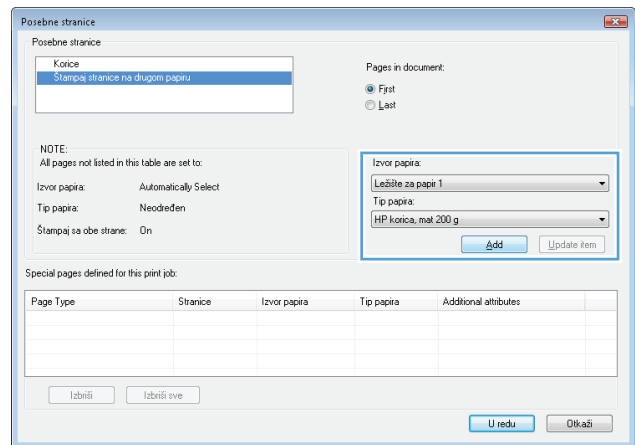 Posebne stranice
Posebne stranice
Korice
Štampaj stranice na drugom papiru
Pages in document:
First
Last
NOTE:
All pages not listed in this table are set to:
Izvor papira: Automatically Select
Tip papira: Neodređen
Štampaj sa obe strane: On
Izvor papira:
Ležište za papir 1
Tip papira:
HP korica, mat 200 g
Add Update item
Special pages defined for this print job:
Page Type Stranice Izvor papira Tip papira Additional attributes
Izbriši Izbriši sve
U redu Otkaži